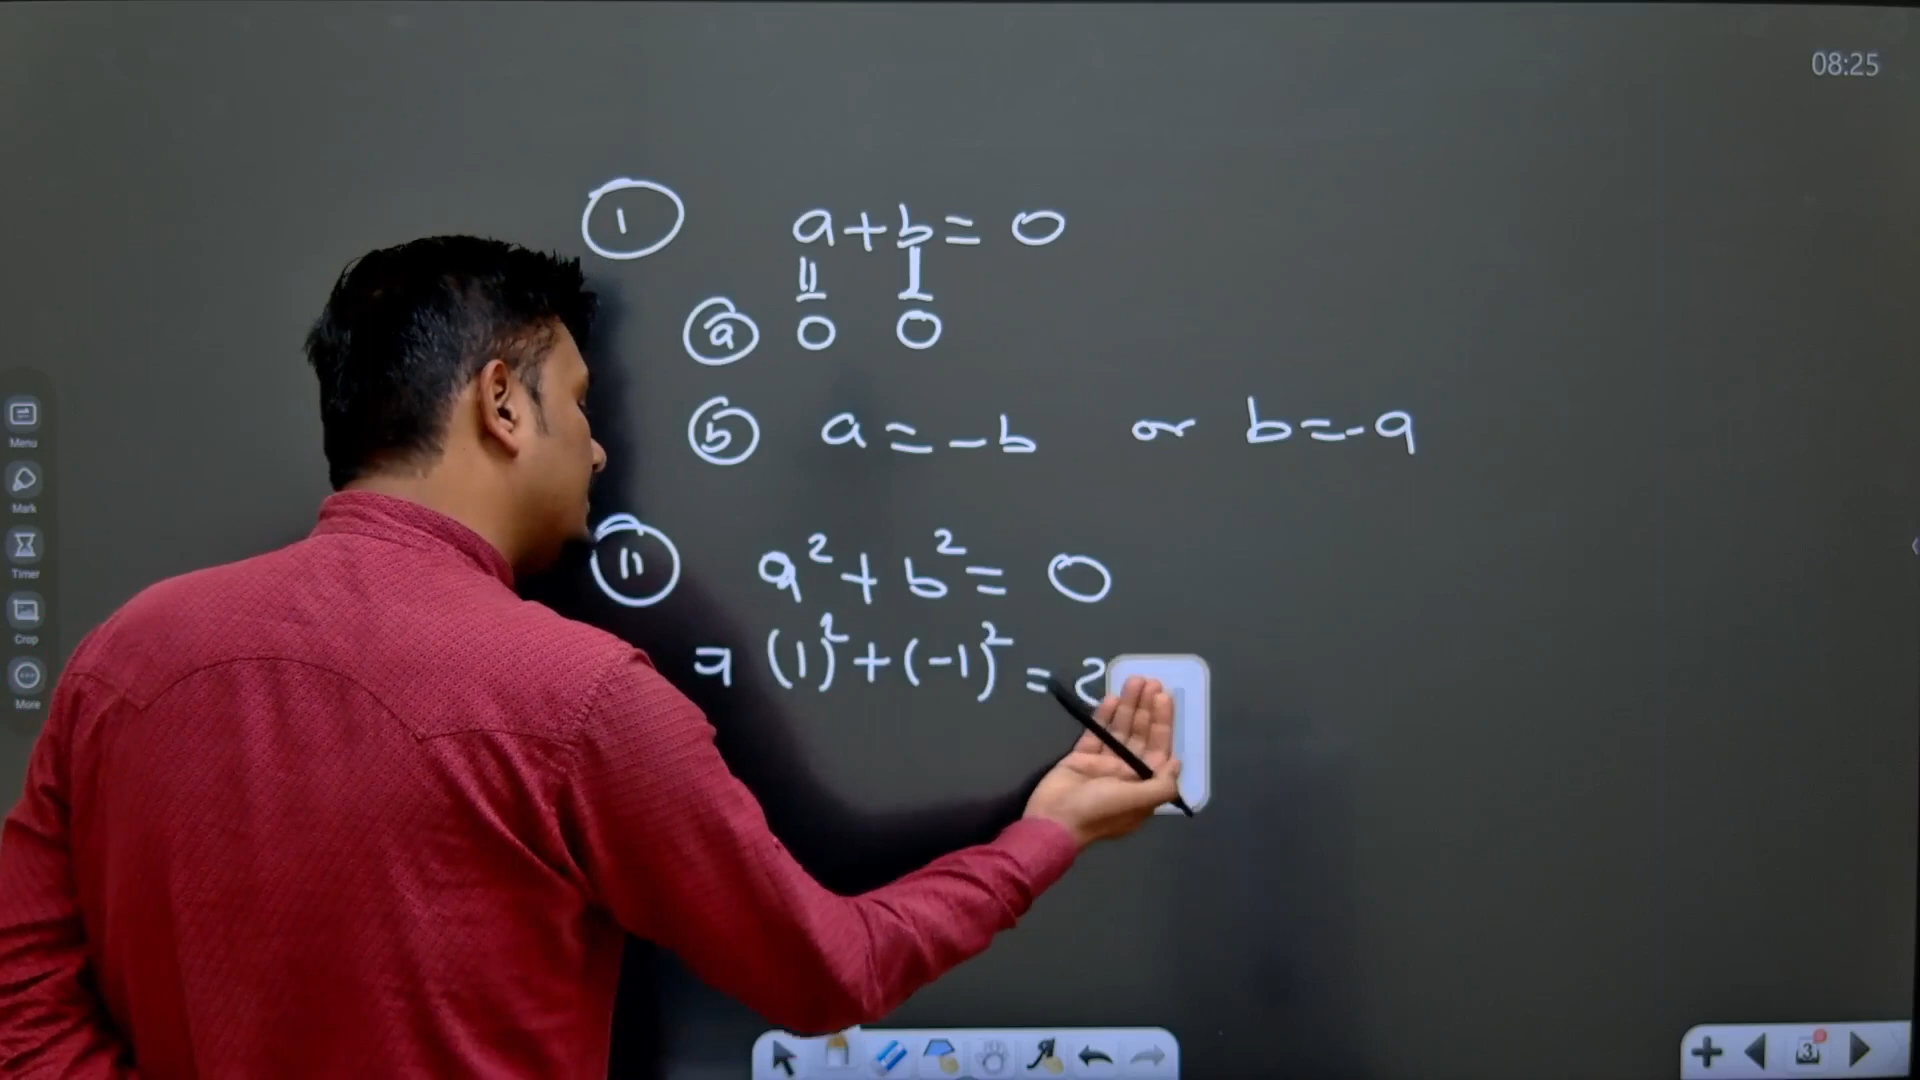 08:25
① a+b=0
ⓐ 0 0
ⓑ a=-b or b=-a
⑪ a²+b²=0
⇒ (1)²+(-1)²=2
Menu
Mark
Timer
Crop
More
3